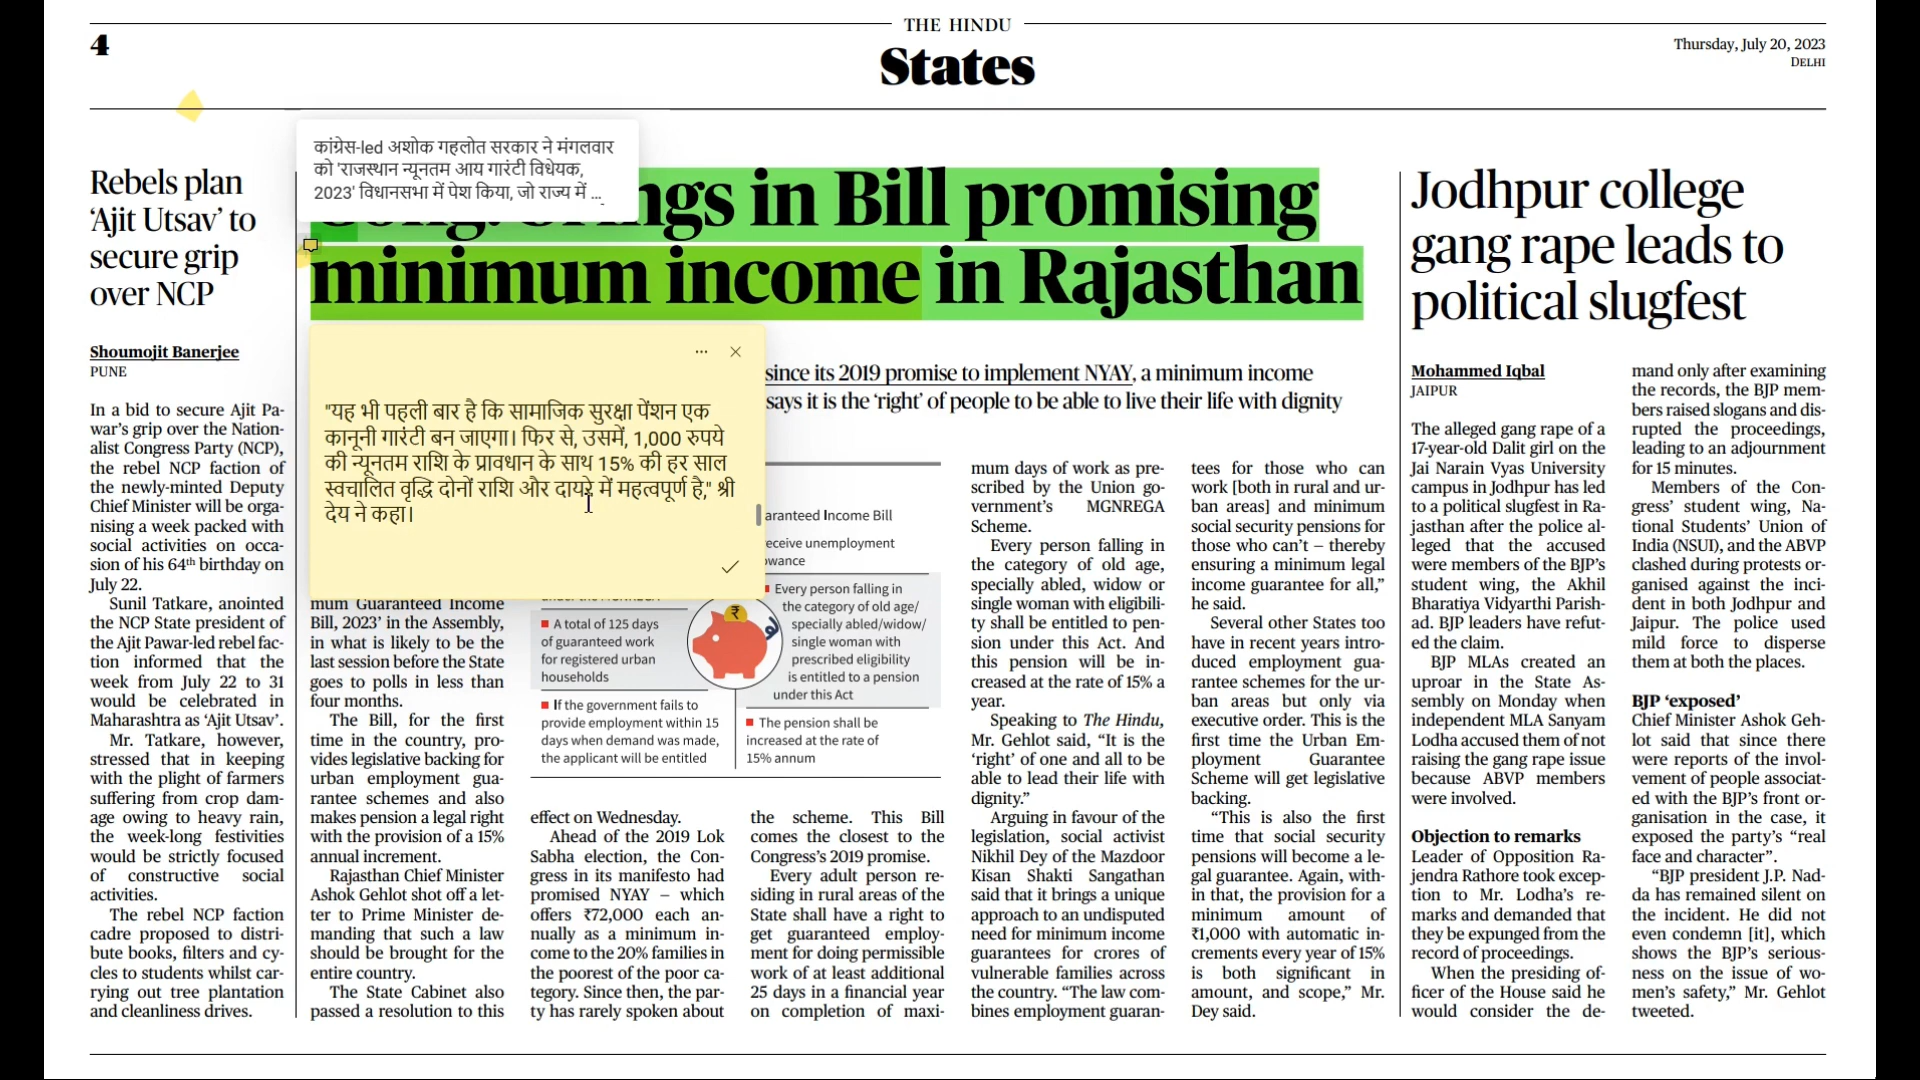 THE HINDU
4
States
Thursday, July 20, 2023
DELHI
Rebels plan
‘Ajit Utsav’ to
secure grip
over NCP
Shoumojit Banerjee
PUNE
In a bid to secure Ajit Pa-
war’s grip over the Nation-
alist Congress Party (NCP),
the rebel NCP faction of
the newly-minted Deputy
Chief Minister will be orga-
nising a week packed with
social activities on occa-
sion of his 64th birthday on
July 22.
Sunil Tatkare, anointed
the NCP State president of
the Ajit Pawar-led rebel fac-
tion informed that the
week from July 22 to 31
would be celebrated in
Maharashtra as ‘Ajit Utsav’.
Mr. Tatkare, however,
stressed that in keeping
with the plight of farmers
suffering from crop dam-
age owing to heavy rain,
the week-long festivities
would be strictly focused
of constructive social
activities.
The rebel NCP faction
cadre proposed to distri-
bute books, filters and cy-
cles to students whilst car-
rying out tree plantation
and cleanliness drives.
कांग्रेस-led अशोक गहलोत सरकार ने मंगलवार
को 'राजस्थान न्यूनतम आय गारंटी विधेयक,
2023' विधानसभा में पेश किया, जो राज्य में ...
in Bill promising
minimum income in Rajasthan
since its 2019 promise to implement NYAY, a minimum income
says it is the ‘right’ of people to be able to live their life with dignity
"यह भी पहली बार है कि सामाजिक सुरक्षा पेंशन एक
कानूनी गारंटी बन जाएगा। फिर से, उसमें, 1,000 रुपये
की न्यूनतम राशि के प्रावधान के साथ 15% की हर साल
स्वचालित वृद्धि दोनों राशि और दायरे में महत्वपूर्ण है," श्री
देय ने कहा।
mum Guaranteed Income
Bill, 2023’ in the Assembly,
in what is likely to be the
last session before the State
goes to polls in less than
four months.
The Bill, for the first
time in the country, pro-
vides legislative backing for
urban employment gua-
rantee schemes and also
makes pension a legal right
with the provision of a 15%
annual increment.
Rajasthan Chief Minister
Ashok Gehlot shot off a let-
ter to Prime Minister de-
manding that such a law
should be brought for the
entire country.
The State Cabinet also
passed a resolution to this
Income Bill
unemployment
A total of 125 days
of guaranteed work
for registered urban
households
If the government fails to
provide employment within 15
days when demand was made,
the applicant will be entitled
Every person falling in
the category of old age/
specially abled/widow/
single woman with
prescribed eligibility
is entitled to a pension
under this Act
The pension shall be
increased at the rate of
15% annum
effect on Wednesday.
Ahead of the 2019 Lok
Sabha election, the Con-
gress in its manifesto had
promised NYAY – which
offers ₹72,000 each an-
nually as a minimum in-
come to the 20% families in
the poorest of the poor ca-
tegory. Since then, the par-
ty has rarely spoken about
the scheme. This Bill
comes the closest to the
Congress’s 2019 promise.
Every adult person re-
siding in rural areas of the
State shall have a right to
get guaranteed employ-
ment for doing permissible
work of at least additional
25 days in a financial year
on completion of maxi-
mum days of work as pre-
scribed by the Union go-
vernment’s MGNREGA
Scheme.
Every person falling in
the category of old age,
specially abled, widow or
single woman with eligibili-
ty shall be entitled to pen-
sion under this Act. And
this pension will be in-
creased at the rate of 15% a
year.
Speaking to The Hindu,
Mr. Gehlot said, “It is the
‘right’ of one and all to be
able to lead their life with
dignity.”
Arguing in favour of the
legislation, social activist
Nikhil Dey of the Mazdoor
Kisan Shakti Sangathan
said that it brings a unique
approach to an undisputed
need for minimum income
guarantees for crores of
vulnerable families across
the country. “The law com-
bines employment guaran-
tees for those who can
work [both in rural and ur-
ban areas] and minimum
social security pensions for
those who can’t – thereby
ensuring a minimum legal
income guarantee for all,”
he said.
Several other States too
have in recent years intro-
duced employment gua-
rantee schemes for the ur-
ban areas but only via
executive order. This is the
first time the Urban Em-
ployment Guarantee
Scheme will get legislative
backing.
“This is also the first
time that social security
pensions will become a le-
gal guarantee. Again, with-
in that, the provision for a
minimum amount of
₹1,000 with automatic in-
crements every year of 15%
is both significant in
amount, and scope,” Mr.
Dey said.
Jodhpur college
gang rape leads to
political slugfest
Mohammed Iqbal
JAIPUR
The alleged gang rape of a
17-year-old Dalit girl on the
Jai Narain Vyas University
campus in Jodhpur has led
to a political slugfest in Ra-
jasthan after the police al-
leged that the accused
were members of the BJP’s
student wing, the Akhil
Bharatiya Vidyarthi Parish-
ad. BJP leaders have refut-
ed the claim.
BJP MLAs created an
uproar in the State As-
sembly on Monday when
independent MLA Sanyam
Lodha accused them of not
raising the gang rape issue
because ABVP members
were involved.
Objection to remarks
Leader of Opposition Ra-
jendra Rathore took excep-
tion to Mr. Lodha’s re-
marks and demanded that
they be expunged from the
record of proceedings.
When the presiding of-
ficer of the House said he
would consider the de-
mand only after examining
the records, the BJP mem-
bers raised slogans and dis-
rupted the proceedings,
leading to an adjournment
for 15 minutes.
Members of the Con-
gress’ student wing, Na-
tional Students’ Union of
India (NSUI), and the ABVP
clashed during protests or-
ganised against the inci-
dent in both Jodhpur and
Jaipur. The police used
mild force to disperse
them at both the places.
BJP ‘exposed’
Chief Minister Ashok Geh-
lot said that since there
were reports of the invol-
vement of people associat-
ed with the BJP’s front or-
ganisation in the case, it
exposed the party’s “real
face and character”.
“BJP president J.P. Nad-
da has remained silent on
the incident. He did not
even condemn [it], which
shows the BJP’s serious-
ness on the issue of wo-
men’s safety,” Mr. Gehlot
tweeted.